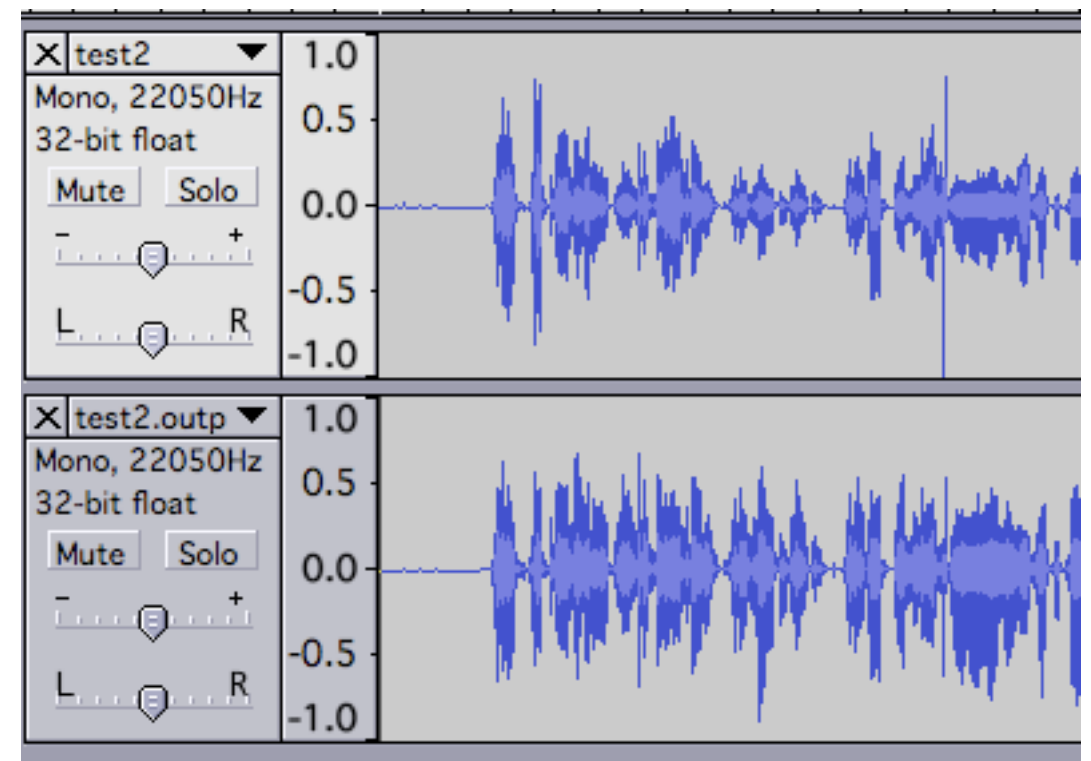 X test2
Mono, 22050Hz
32-bit float
Mute Solo
- +
L R
1.0
0.5
0.0
-0.5
-1.0
X test2.outp
Mono, 22050Hz
32-bit float
Mute Solo
- +
L R
1.0
0.5
0.0
-0.5
-1.0